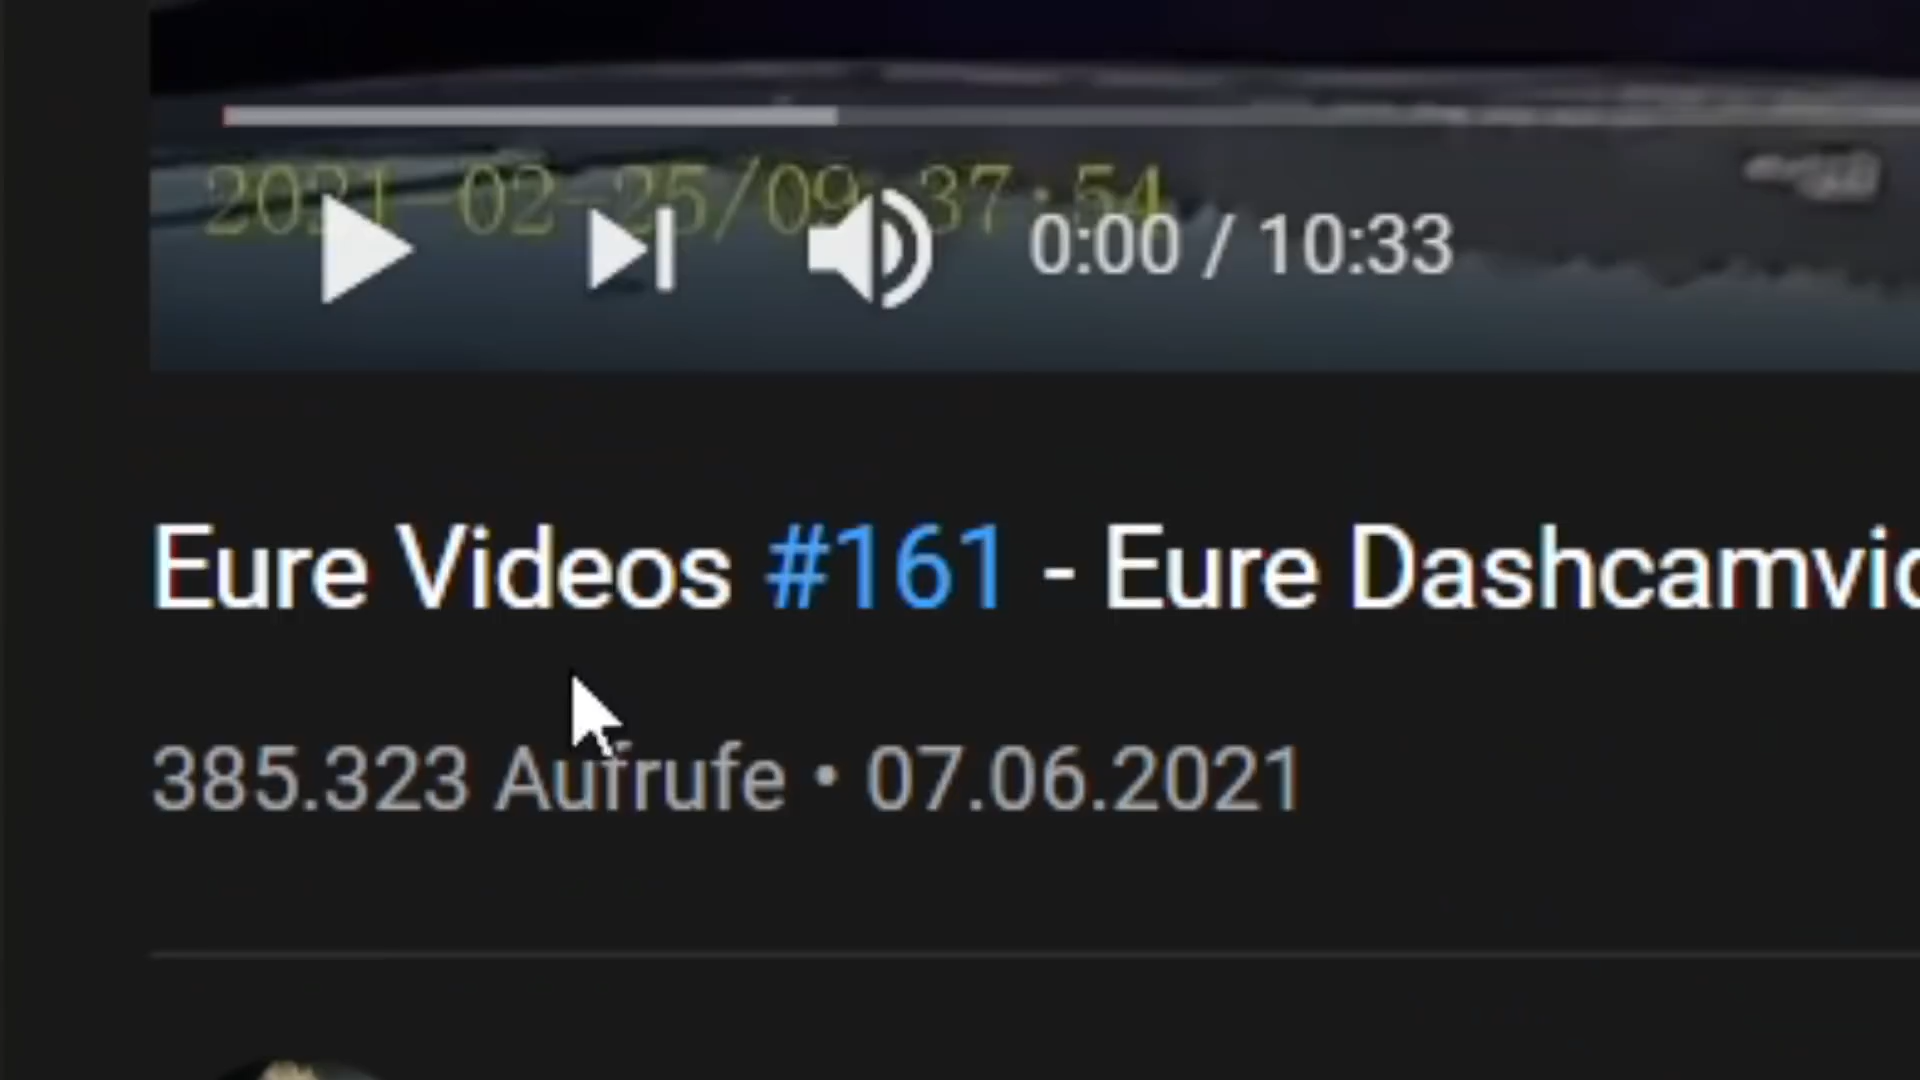 2021-02-25/09:37:54
0:00 / 10:33
Eure Videos #161 - Eure Dashcamvid
385.323 Aufrufe • 07.06.2021